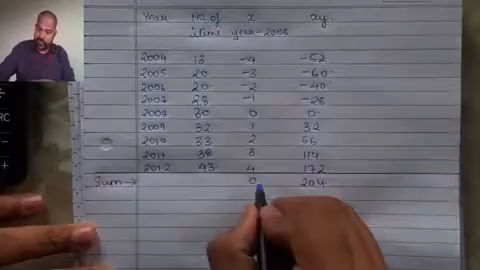 Year No. of x xy
items year-2008
2004 13 -4 -52
2005 20 -3 -60
2006 20 -2 -40
2007 28 -1 -28
2008 30 0 0
2009 32 1 32
2010 33 2 66
2011 38 3 114
2012 43 4 172
Sum→ 0 204
RC